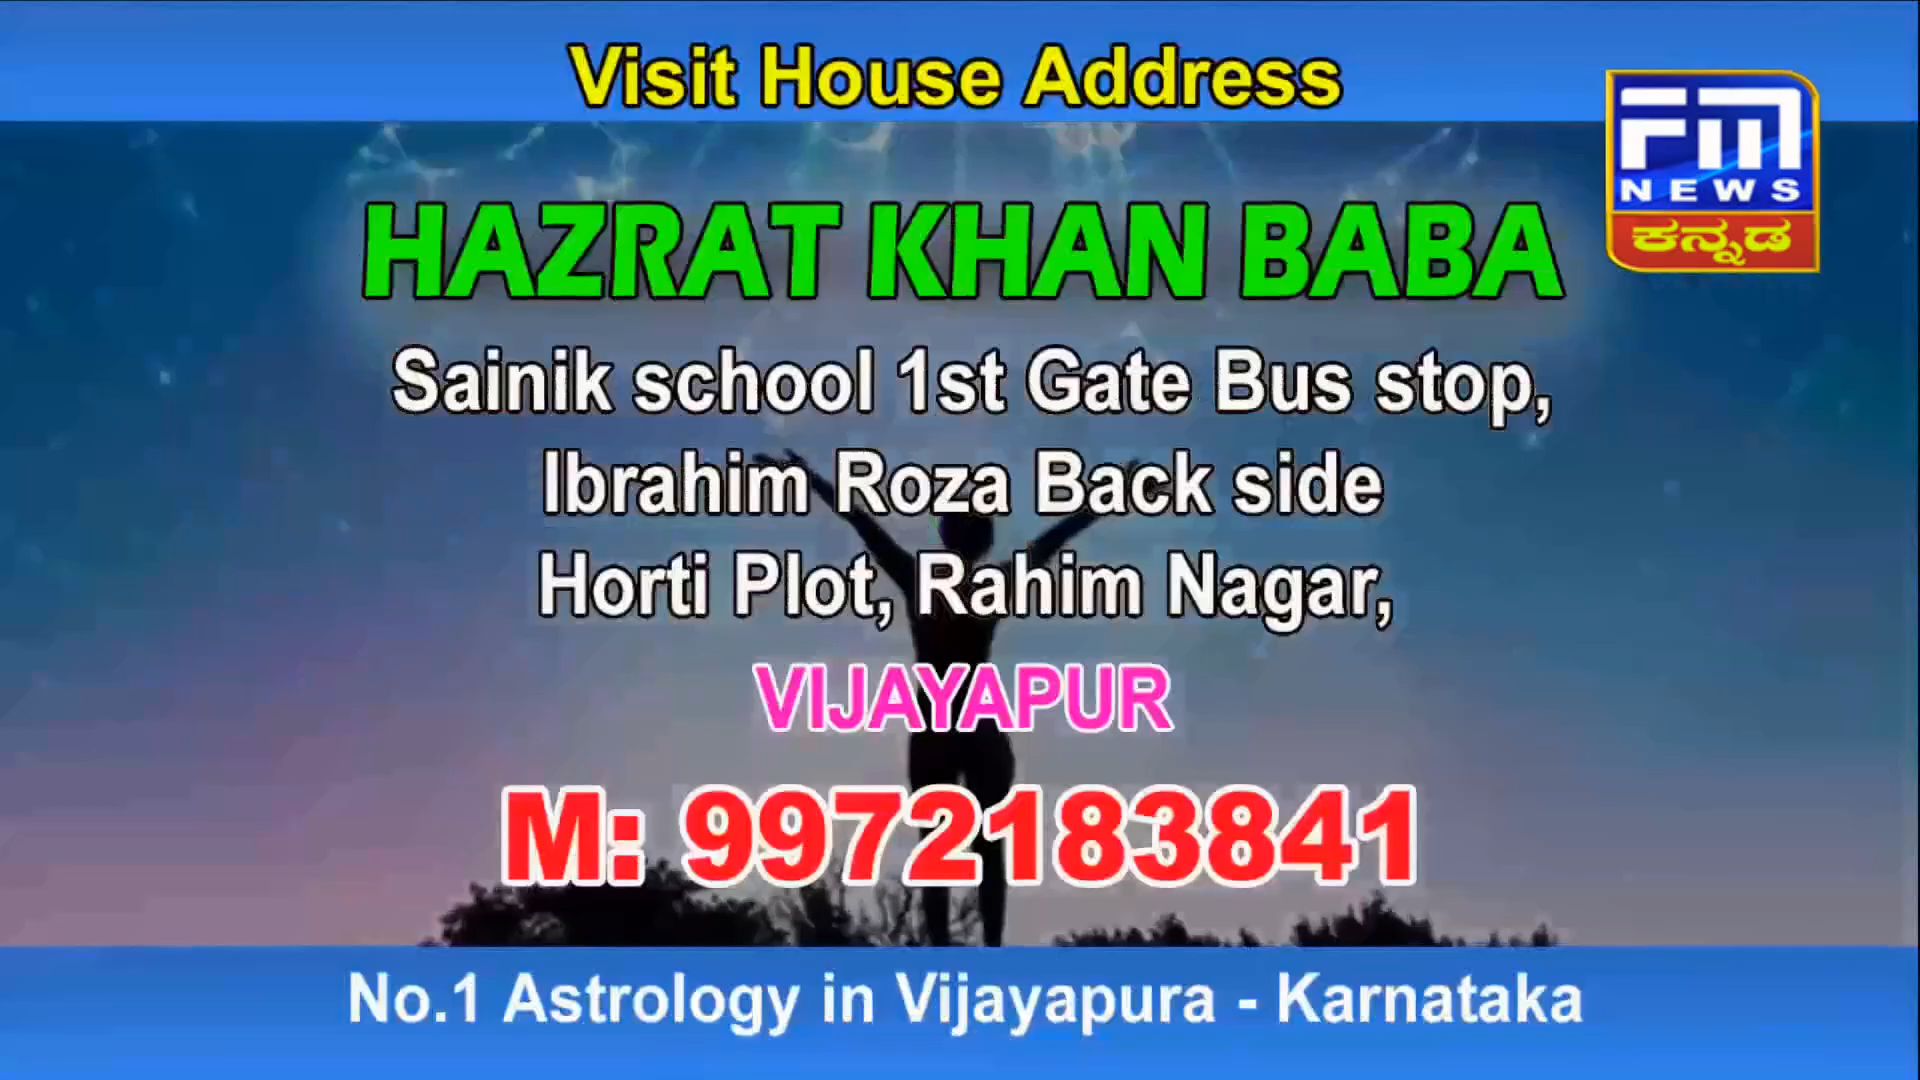 Visit House Address
FM
NEWS
ಕನ್ನಡ
HAZRAT KHAN BABA
Sainik school 1st Gate Bus stop,
Ibrahim Roza Back side
Horti Plot, Rahim Nagar,
VIJAYAPUR
M: 9972183841
No.1 Astrology in Vijayapura - Karnataka